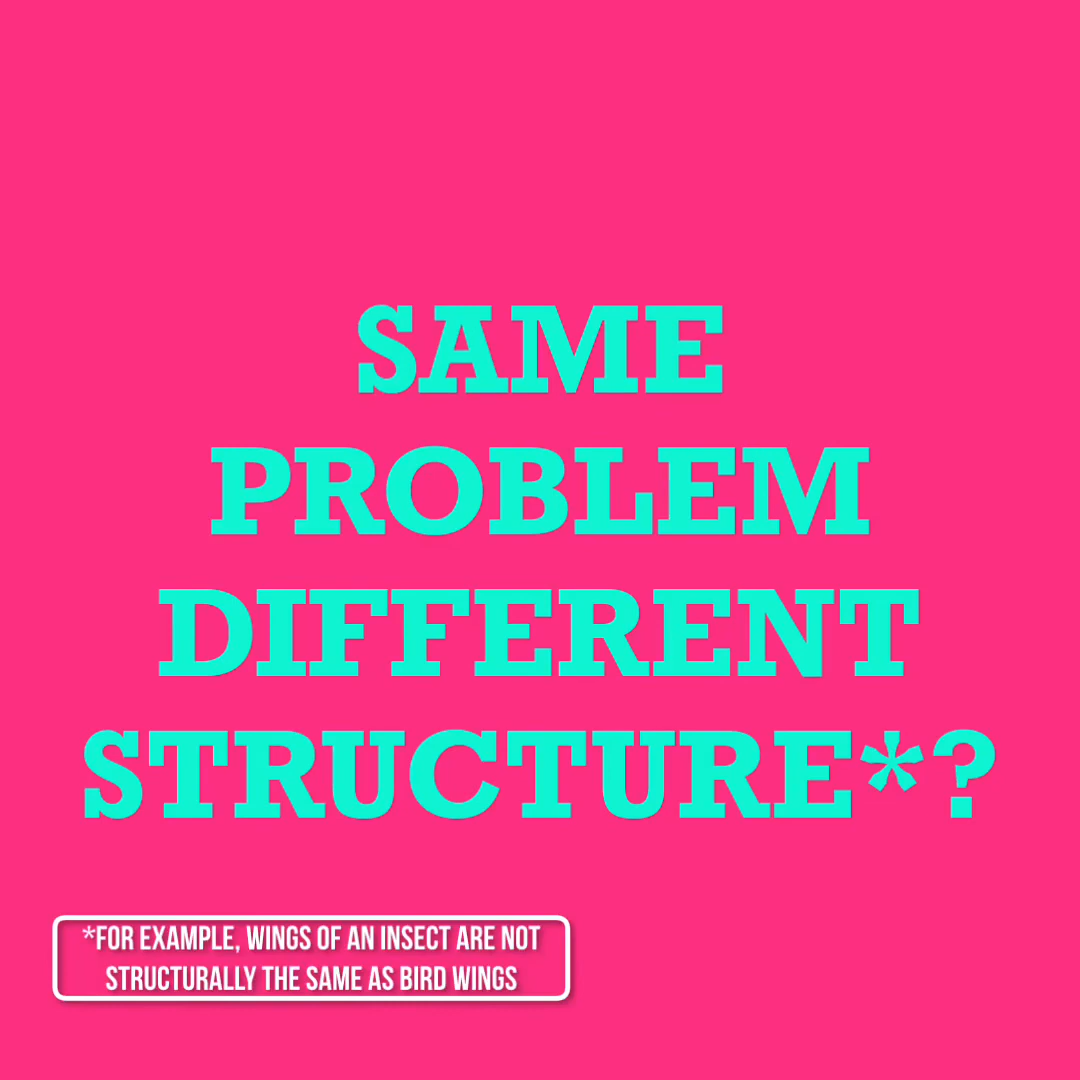 SAME
PROBLEM
DIFFERENT
STRUCTURE*?
*FOR EXAMPLE, WINGS OF AN INSECT ARE NOT
STRUCTURALLY THE SAME AS BIRD WINGS